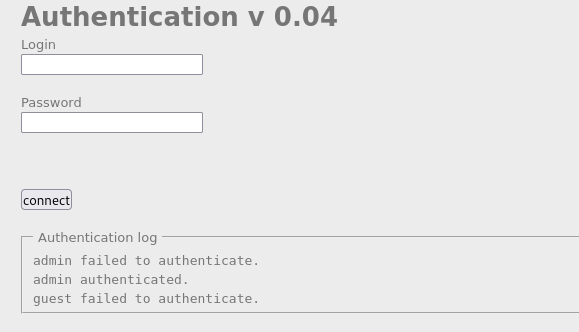 Authentication v 0.04
Login
Password
connect
Authentication log
admin failed to authenticate.
admin authenticated.
guest failed to authenticate.